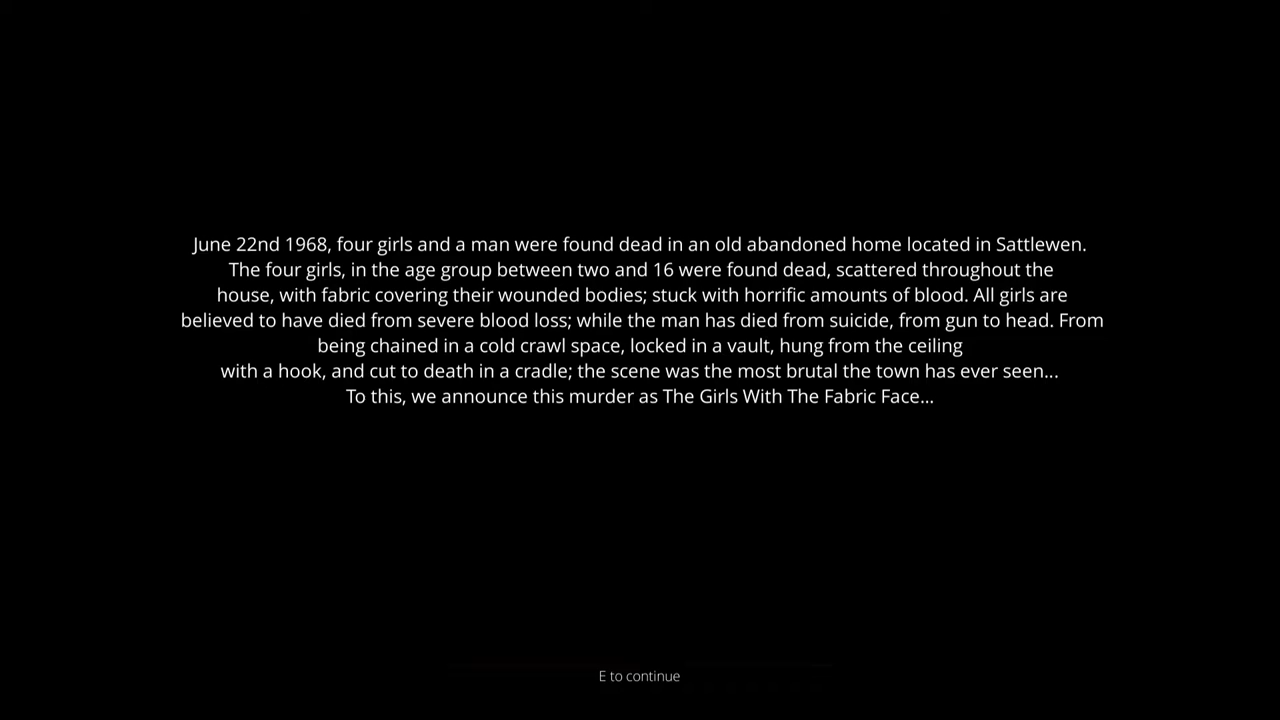 June 22nd 1968, four girls and a man were found dead in an old abandoned home located in Sattlewen.
The four girls, in the age group between two and 16 were found dead, scattered throughout the
house, with fabric covering their wounded bodies; stuck with horrific amounts of blood. All girls are
believed to have died from severe blood loss; while the man has died from suicide, from gun to head. From
being chained in a cold crawl space, locked in a vault, hung from the ceiling
with a hook, and cut to death in a cradle; the scene was the most brutal the town has ever seen...
To this, we announce this murder as The Girls With The Fabric Face...
E to continue